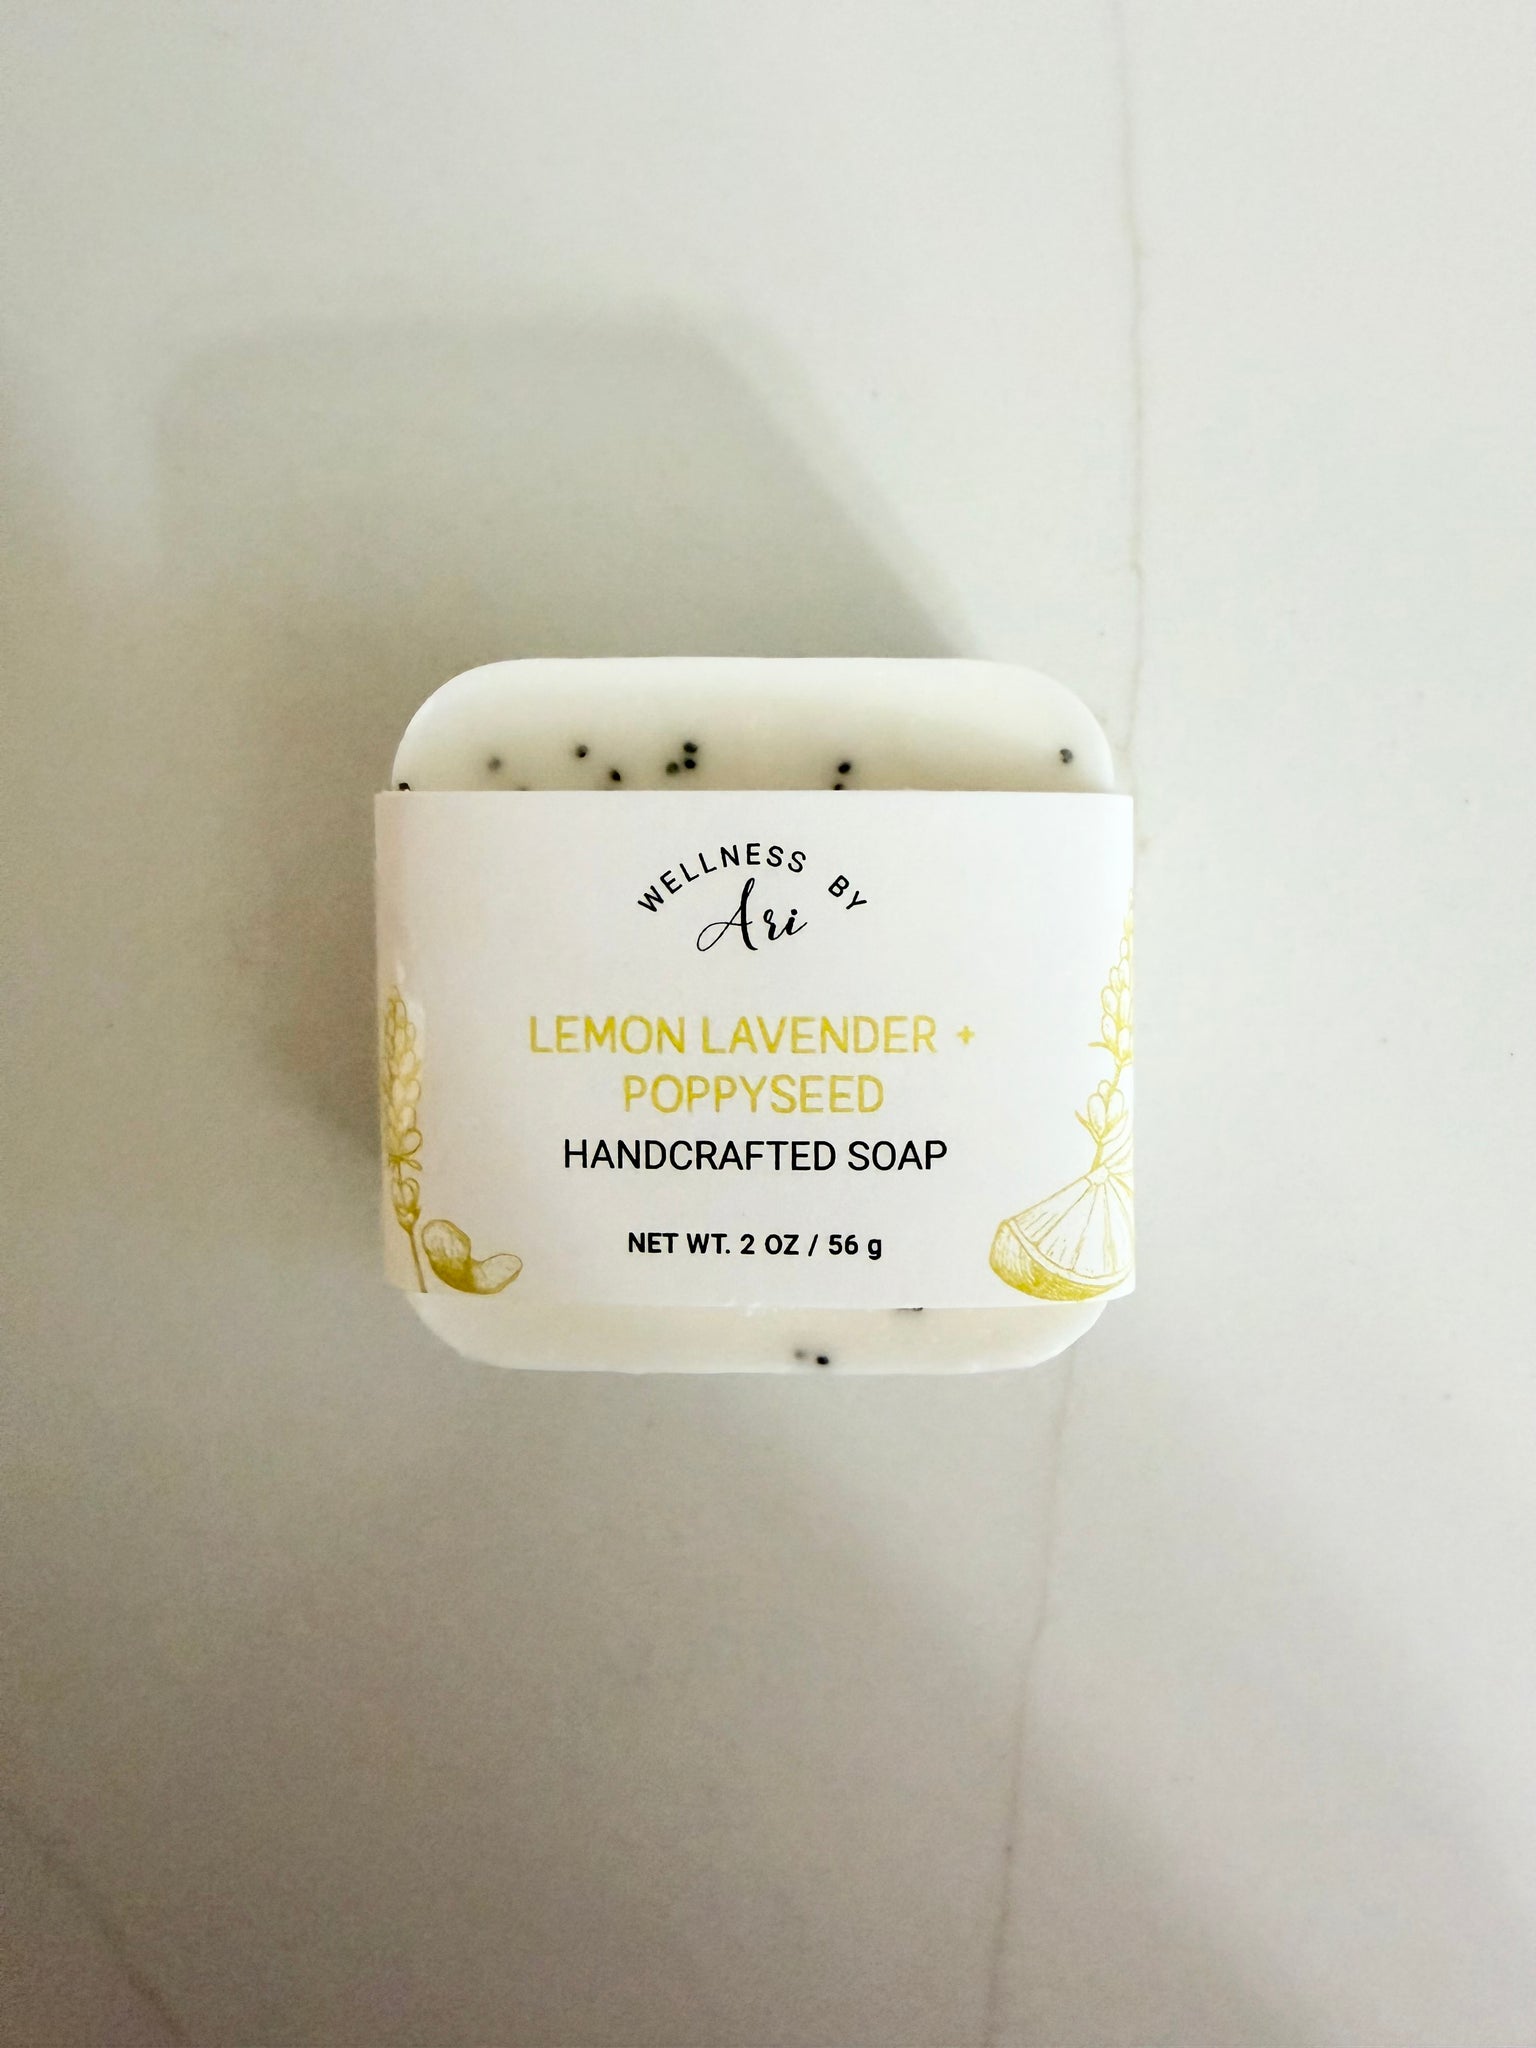 WELLNESS BY
Ari
LEMON LAVENDER +
POPPYSEED
HANDCRAFTED SOAP
NET WT. 2 OZ / 56 g